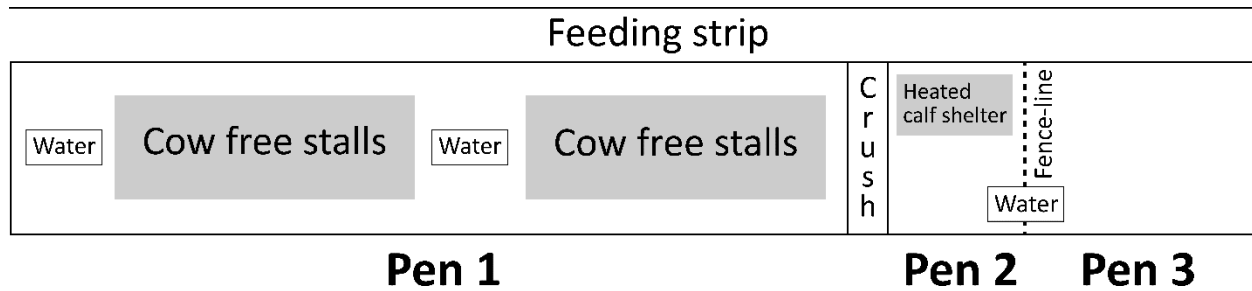 Feeding strip
Water
Cow free stalls
Water
Cow free stalls
Crush
Heated
calf shelter
Fence-line
Water
Pen 1
Pen 2
Pen 3